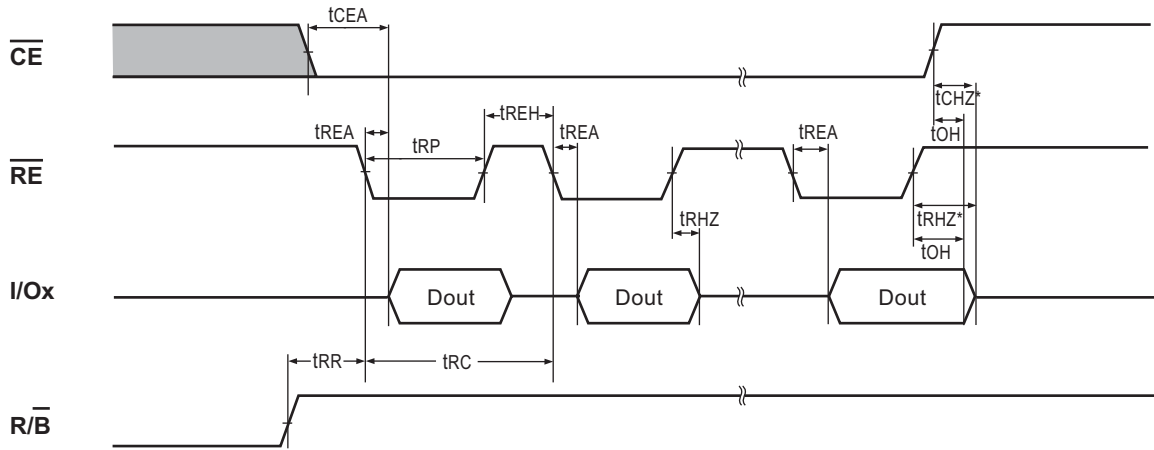 tCEA
CE
tCHZ*
tREH
tREA
tRP
tREA
tREA
tOH
RE
tRHZ
tRHZ*
tOH
I/Ox
Dout
Dout
Dout
tRR
tRC
R/B